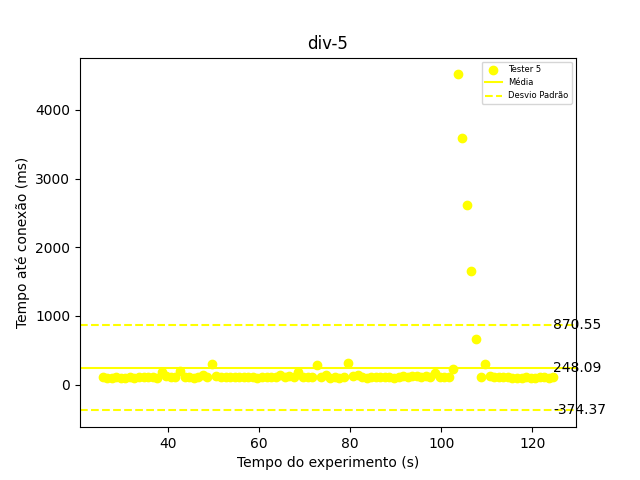 div-5
Tester 5
Média
Desvio Padrão
4000
3000
2000
1000
0
870.55
248.09
-374.37
40 60 80 100 120
Tempo até conexão (ms)
Tempo do experimento (s)